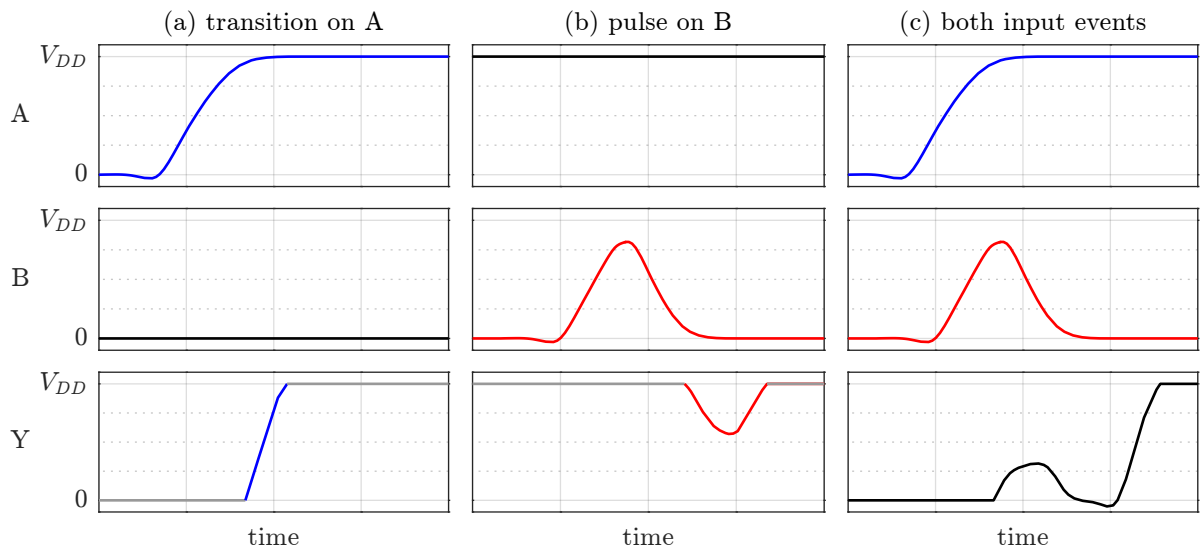 (a) transition on A
(b) pulse on B
(c) both input events
V_DD
A
0
V_DD
B
0
V_DD
Y
0
time
time
time